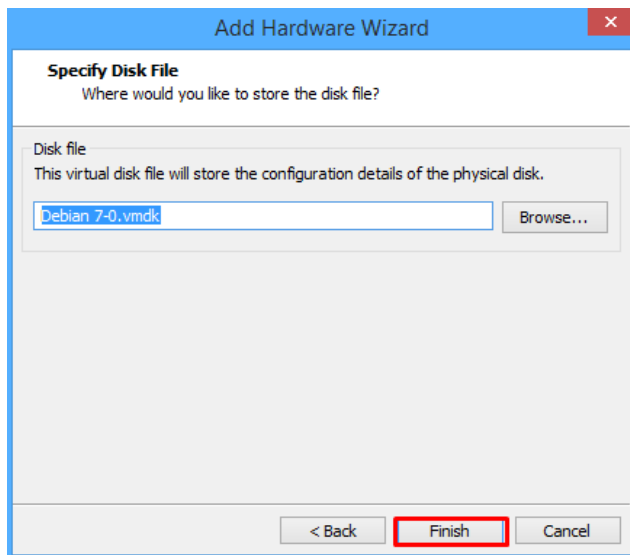 Add Hardware Wizard
Specify Disk File
Where would you like to store the disk file?
Disk file
This virtual disk file will store the configuration details of the physical disk.
Debian 7-0.vmdk
Browse...
< Back
Finish
Cancel